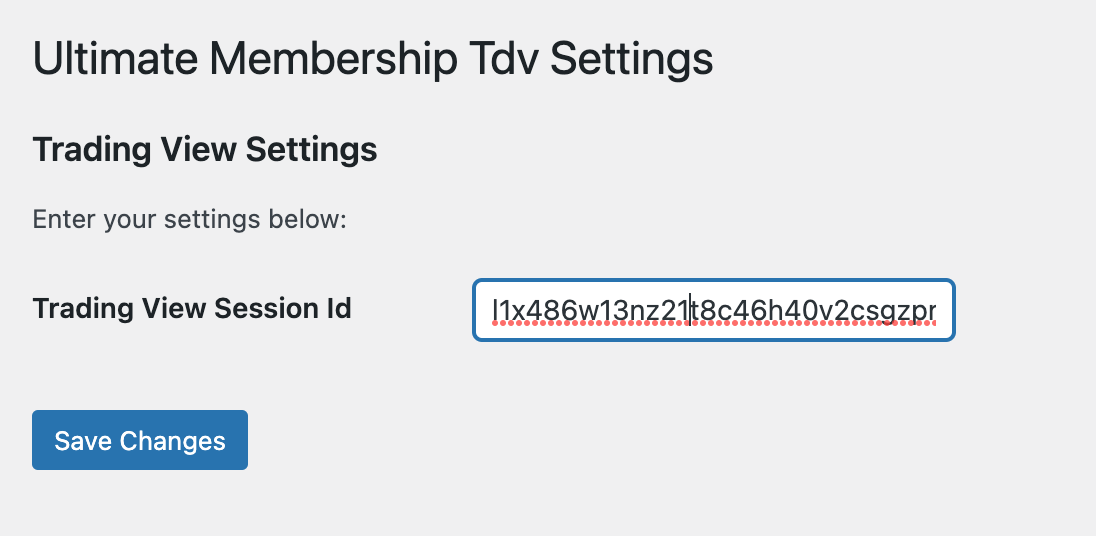 Ultimate Membership Tdv Settings
Trading View Settings
Enter your settings below:
Trading View Session Id
l1x486w13nz21t8c46h40v2csgzpr
Save Changes